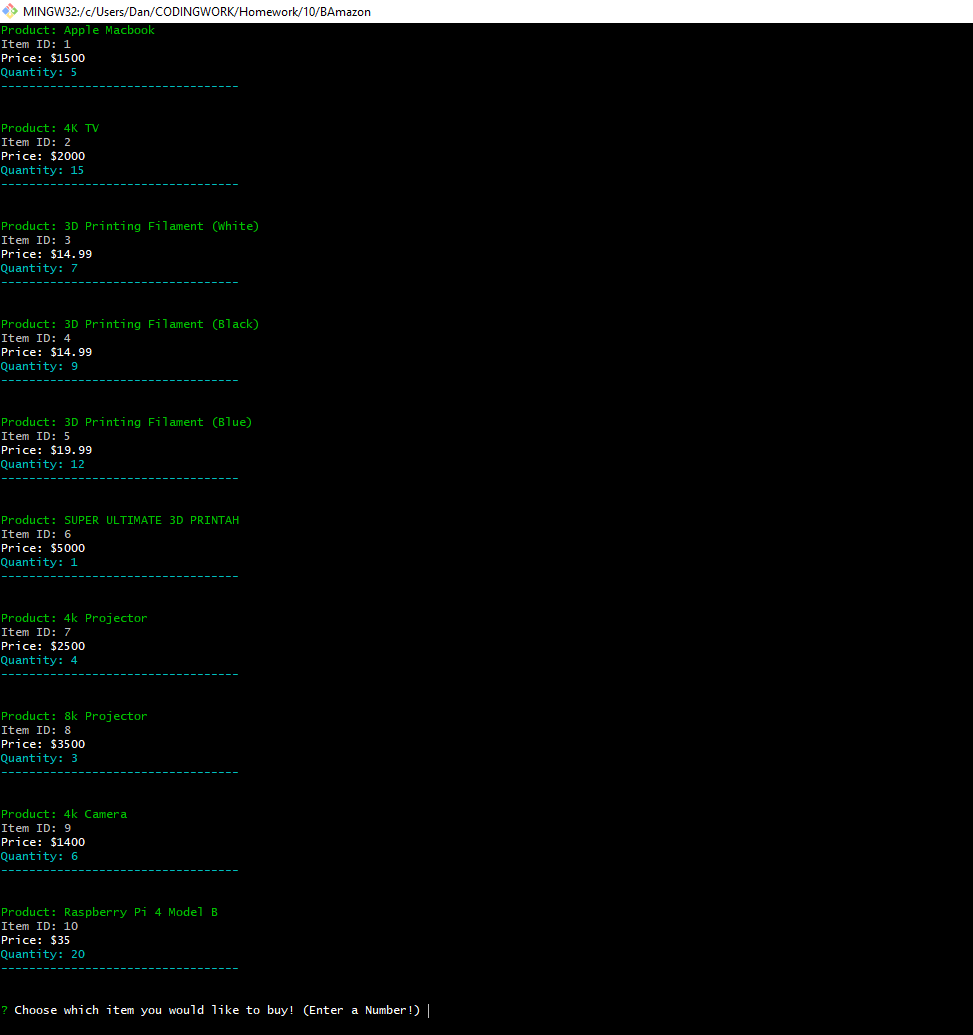 MINGW32:/c/Users/Dan/CODINGWORK/Homework/10/BAmazon
Product: Apple Macbook
Item ID: 1
Price: $1500
Quantity: 5
----------------------------------
Product: 4K TV
Item ID: 2
Price: $2000
Quantity: 15
----------------------------------
Product: 3D Printing Filament (White)
Item ID: 3
Price: $14.99
Quantity: 7
----------------------------------
Product: 3D Printing Filament (Black)
Item ID: 4
Price: $14.99
Quantity: 9
----------------------------------
Product: 3D Printing Filament (Blue)
Item ID: 5
Price: $19.99
Quantity: 12
----------------------------------
Product: SUPER ULTIMATE 3D PRINTAH
Item ID: 6
Price: $5000
Quantity: 1
----------------------------------
Product: 4k Projector
Item ID: 7
Price: $2500
Quantity: 4
----------------------------------
Product: 8k Projector
Item ID: 8
Price: $3500
Quantity: 3
----------------------------------
Product: 4k Camera
Item ID: 9
Price: $1400
Quantity: 6
----------------------------------
Product: Raspberry Pi 4 Model B
Item ID: 10
Price: $35
Quantity: 20
----------------------------------
? Choose which item you would like to buy! (Enter a Number!)